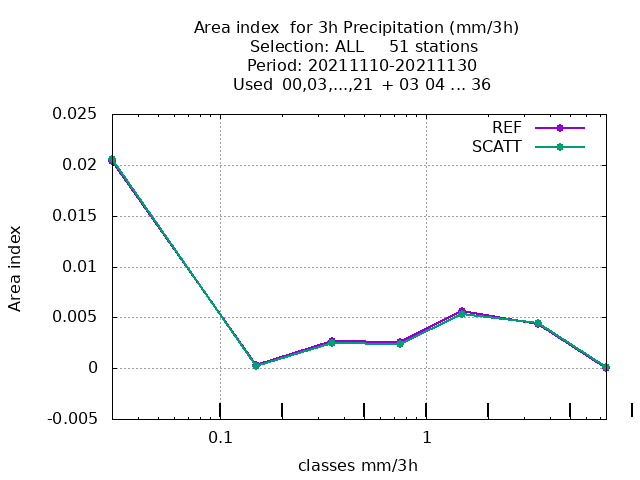 Area index  for 3h Precipitation (mm/3h)
Selection: ALL     51 stations
Period: 20211110-20211130
Used  00,03,...,21  + 03 04 ... 36
REF
SCATT
0.025
0.02
0.015
0.01
0.005
0
-0.005
Area index
0.1
1
classes mm/3h